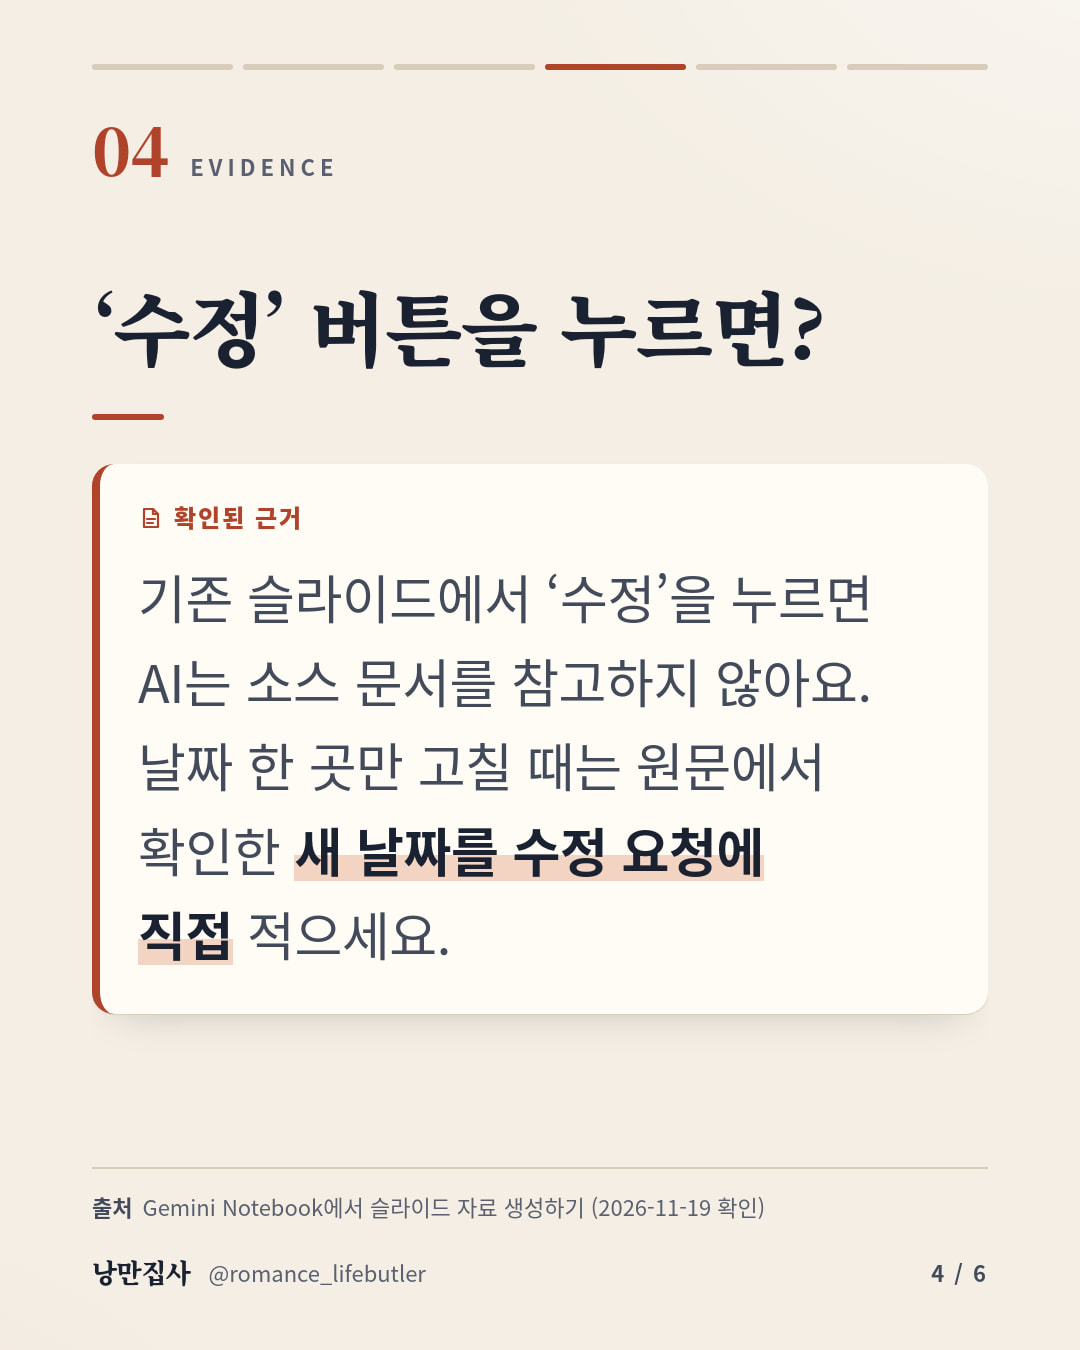 04 EVIDENCE
‘수정’ 버튼을 누르면?
확인된 근거
기존 슬라이드에서 ‘수정’을 누르면
AI는 소스 문서를 참고하지 않아요.
날짜 한 곳만 고칠 때는 원문에서
확인한 새 날짜를 수정 요청에
직접 적으세요.
출처 Gemini Notebook에서 슬라이드 자료 생성하기 (2026-11-19 확인)
낭만집사 @romance_lifebutler 4 / 6